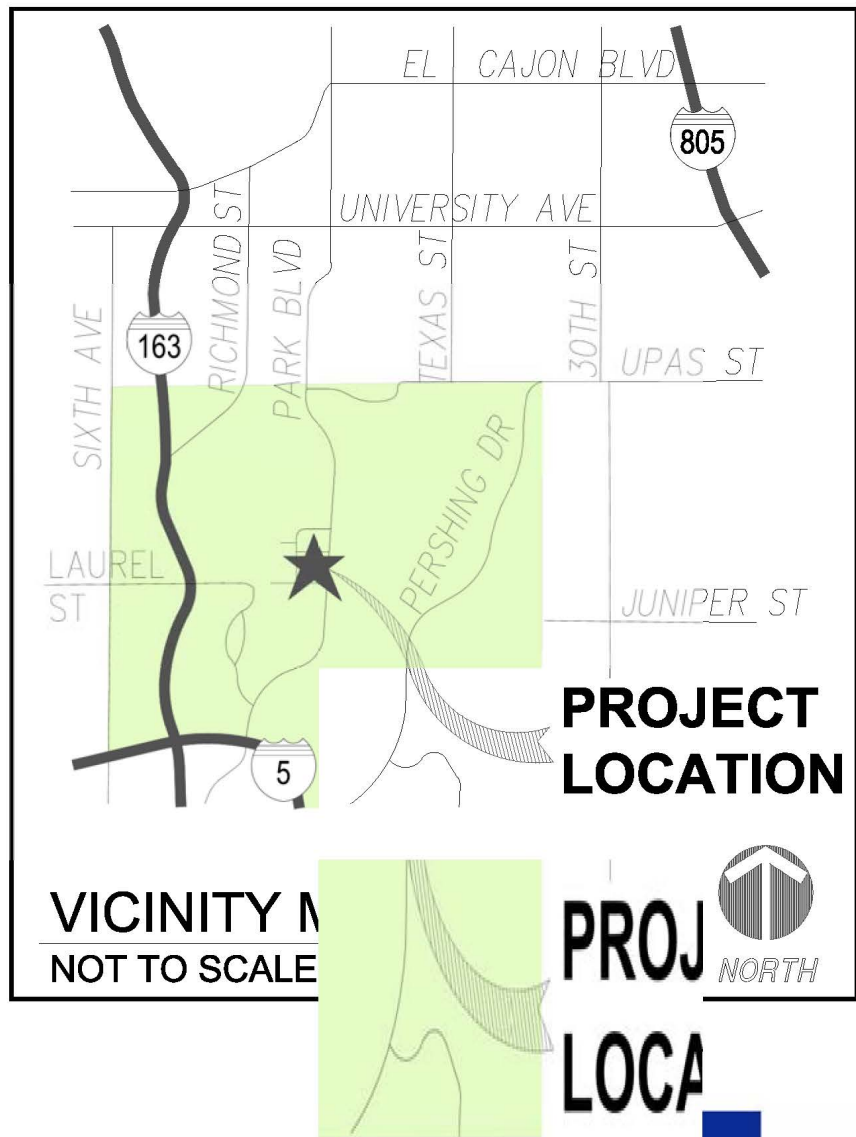 EL CAJON BLVD
805
UNIVERSITY AVE
RICHMOND ST
PARK BLVD
TEXAS ST
30TH ST
SIXTH AVE
163
UPAS ST
PERSHING DR
LAUREL
ST
JUNIPER ST
PROJECT
LOCATION
5
VICINITY M
NOT TO SCALE
PROJ
LOCA
NORTH